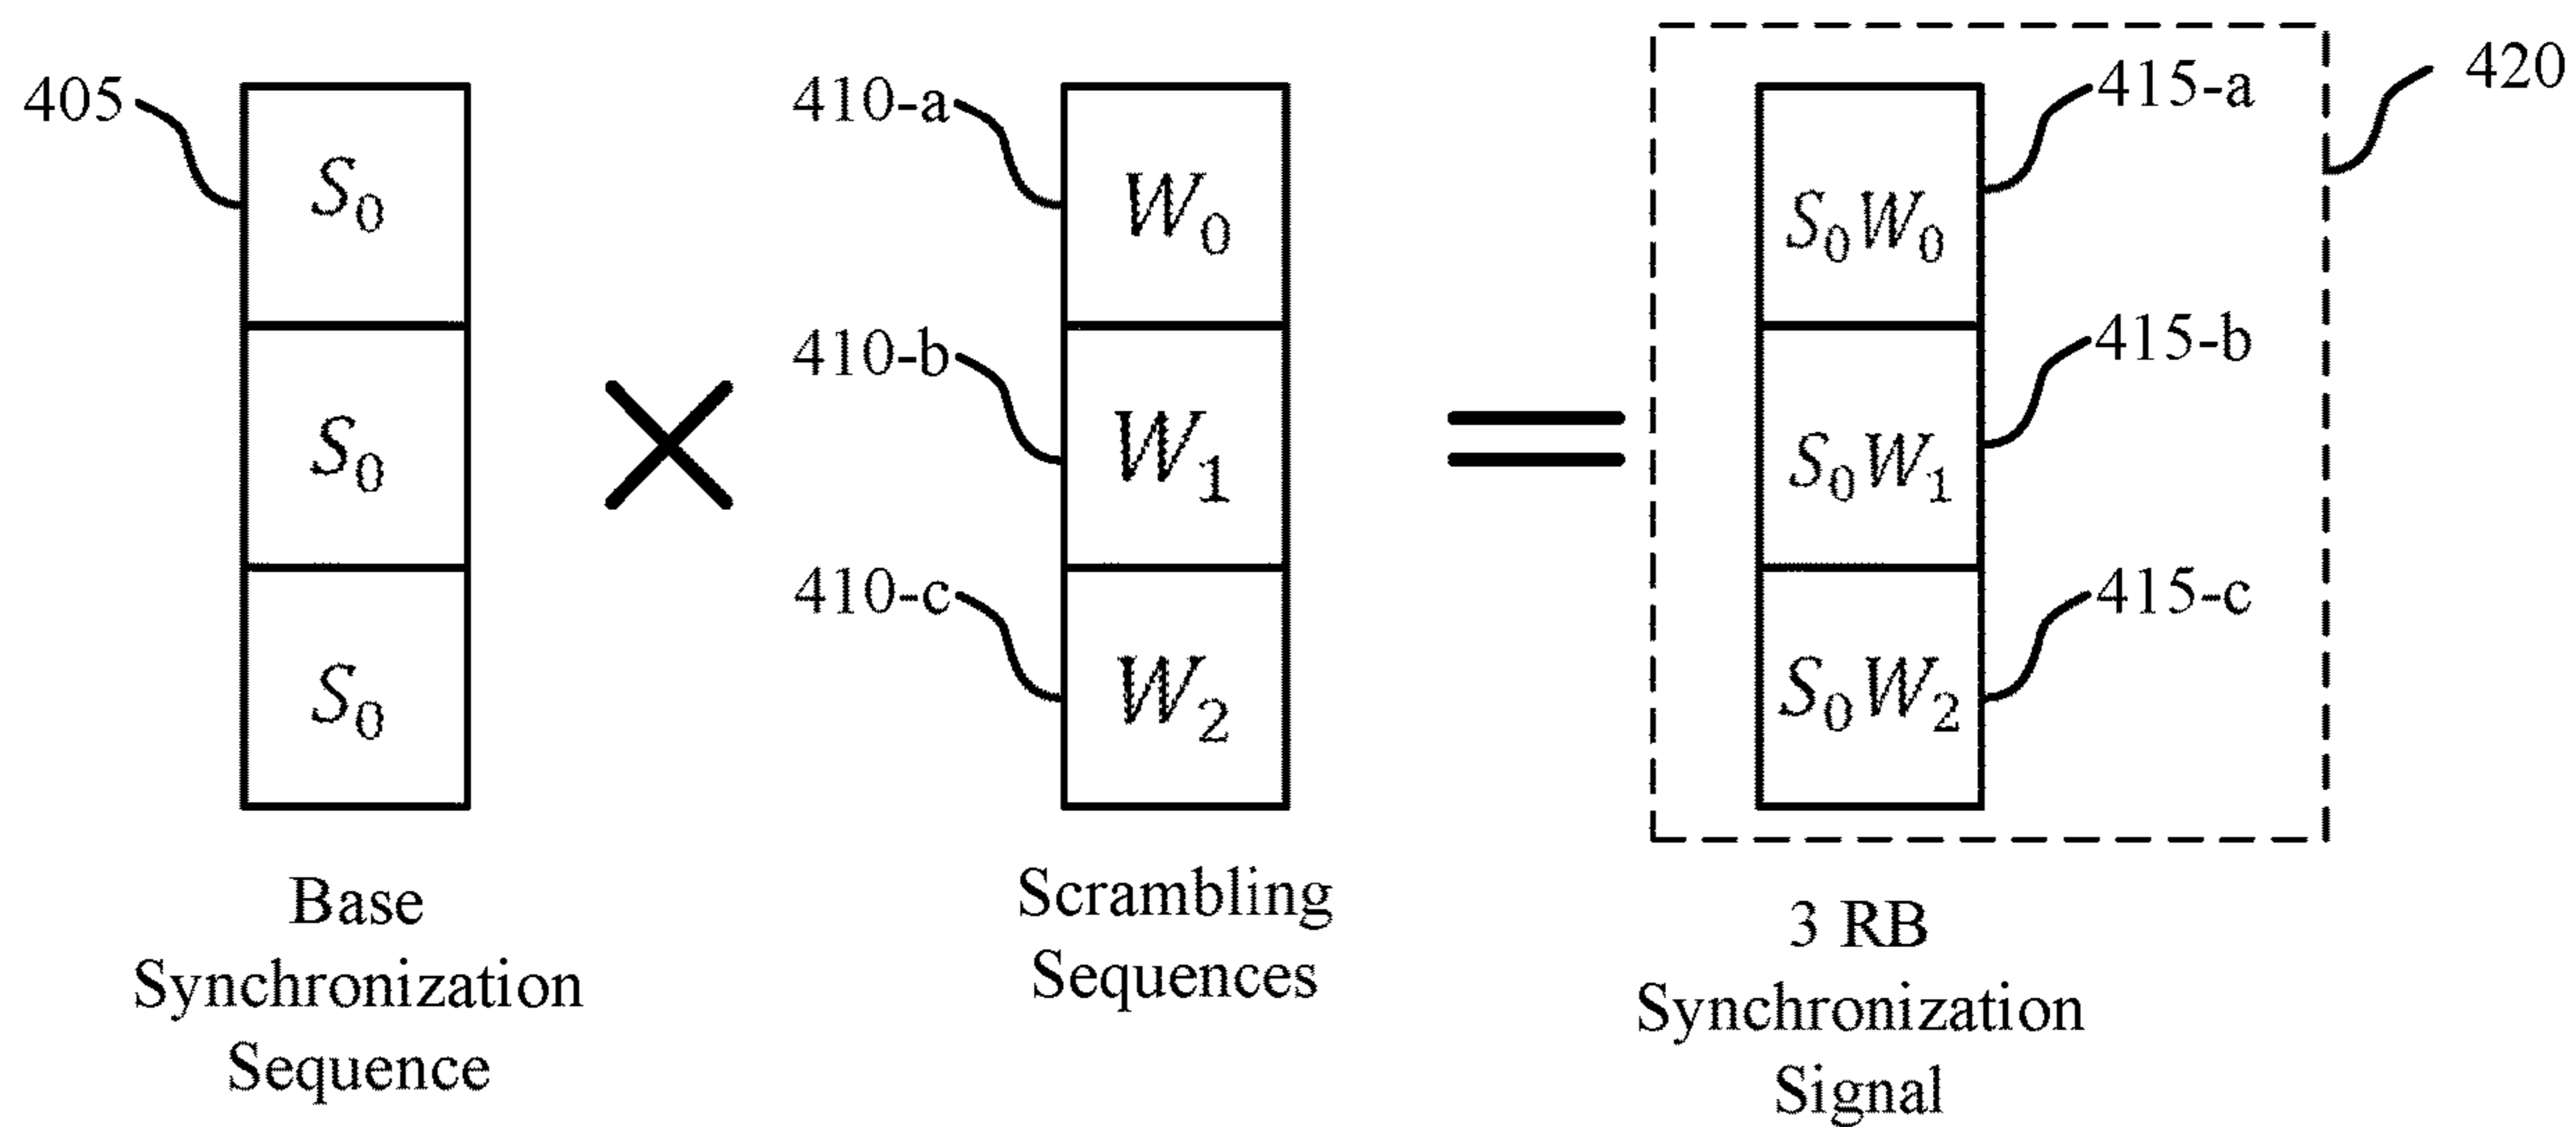 405
S₀
S₀
S₀
Base
Synchronization
Sequence
×
410-a
410-b
410-c
W₀
W₁
W₂
Scrambling
Sequences
=
S₀W₀
S₀W₁
S₀W₂
415-a
415-b
415-c
420
3 RB
Synchronization
Signal